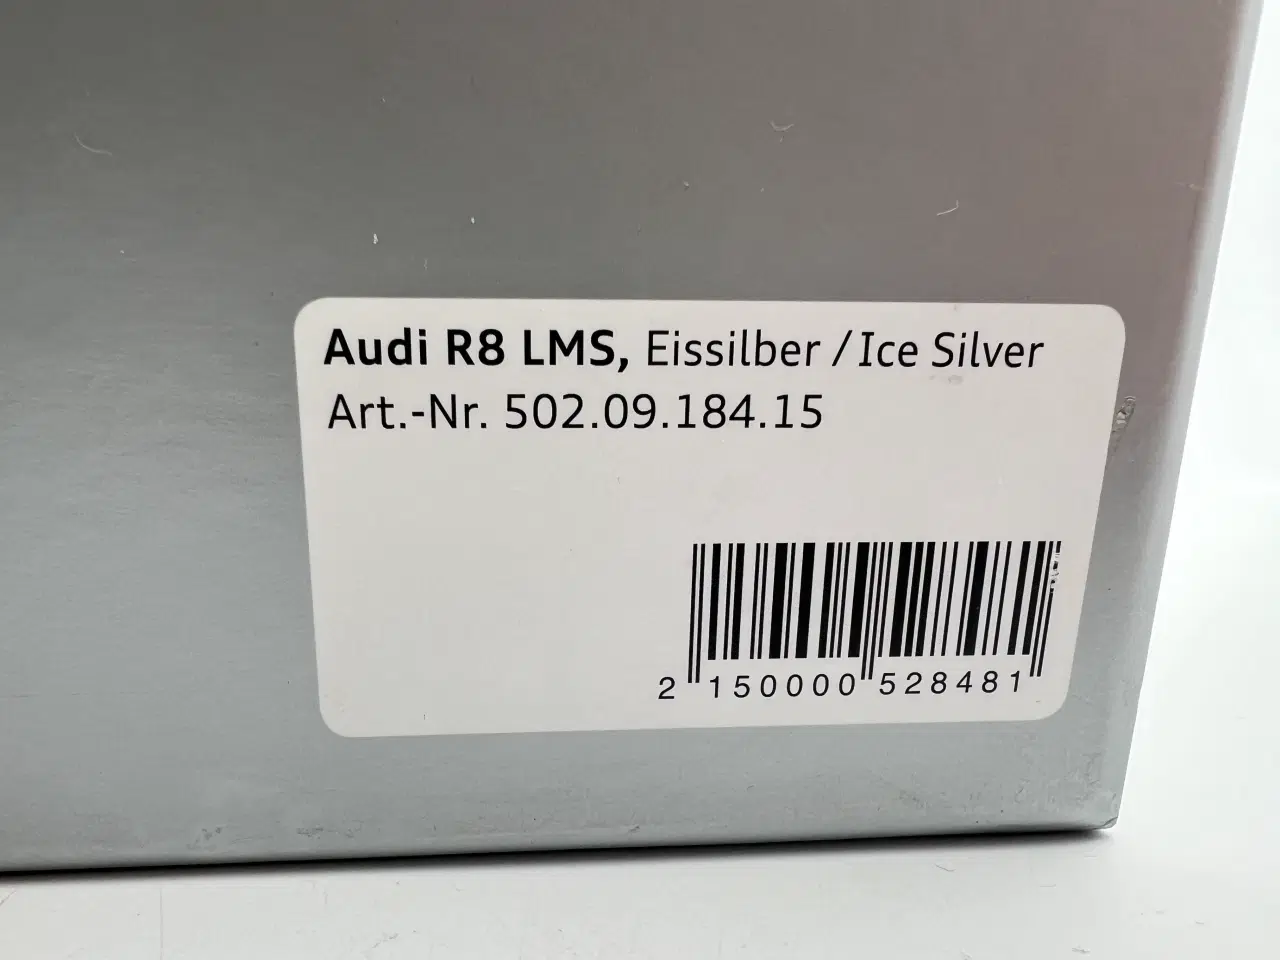 Audi R8 LMS, Eissilber / Ice Silver
Art.-Nr. 502.09.184.15
2 150000 528481